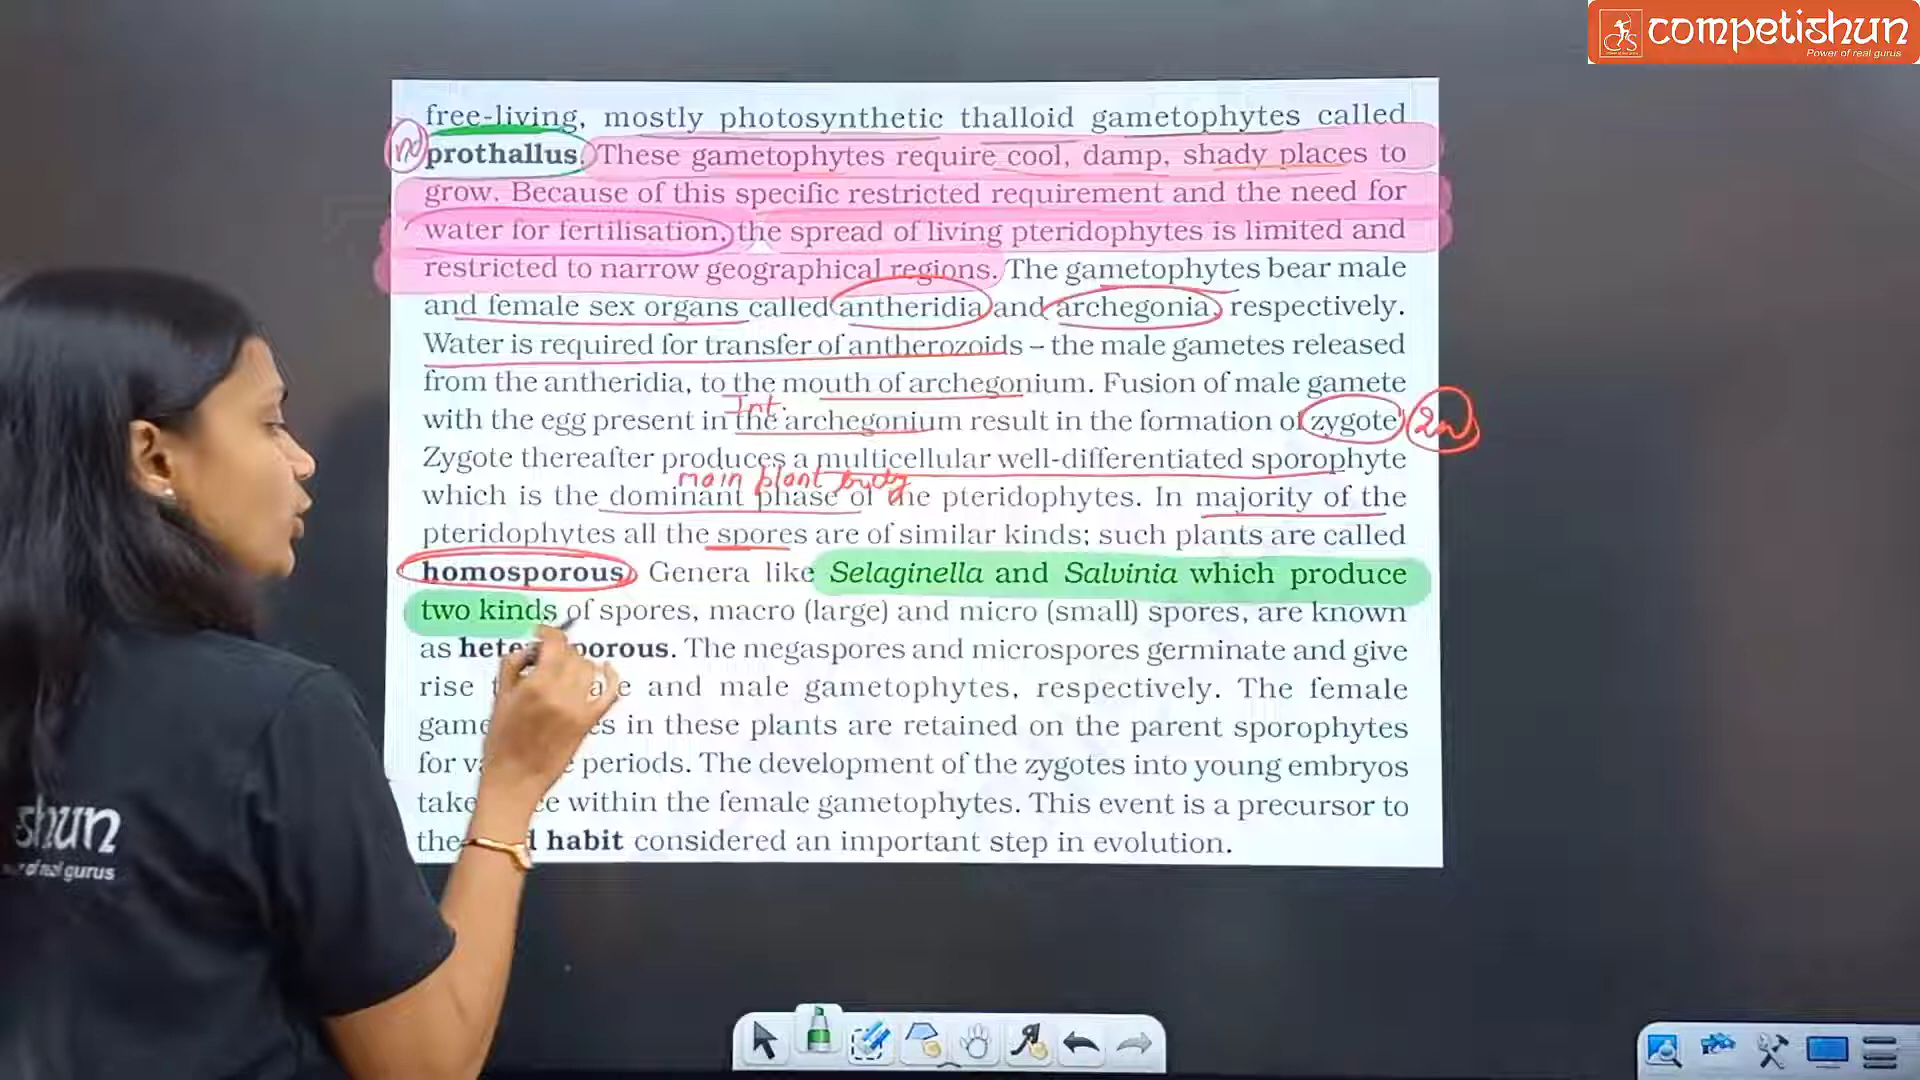 competishun
Power of real gurus
free-living, mostly photosynthetic thalloid gametophytes called
n prothallus. These gametophytes require cool, damp, shady places to
grow. Because of this specific restricted requirement and the need for
water for fertilisation, the spread of living pteridophytes is limited and
restricted to narrow geographical regions. The gametophytes bear male
and female sex organs called antheridia and archegonia, respectively.
Water is required for transfer of antherozoids – the male gametes released
from the antheridia, to the mouth of archegonium. Fusion of male gamete
Int.
with the egg present in the archegonium result in the formation of zygote. 2n
Zygote thereafter produces a multicellular well-differentiated sporophyte
main plant body
which is the dominant phase of the pteridophytes. In majority of the
pteridophytes all the spores are of similar kinds; such plants are called
homosporous. Genera like Selaginella and Salvinia which produce
two kinds of spores, macro (large) and micro (small) spores, are known
as porous. The megaspores and microspores germinate and give
rise and male gametophytes, respectively. The female
in these plants are retained on the parent sporophytes
for periods. The development of the zygotes into young embryos
within the female gametophytes. This event is a precursor to
the habit considered an important step in evolution.
shun
of real gurus